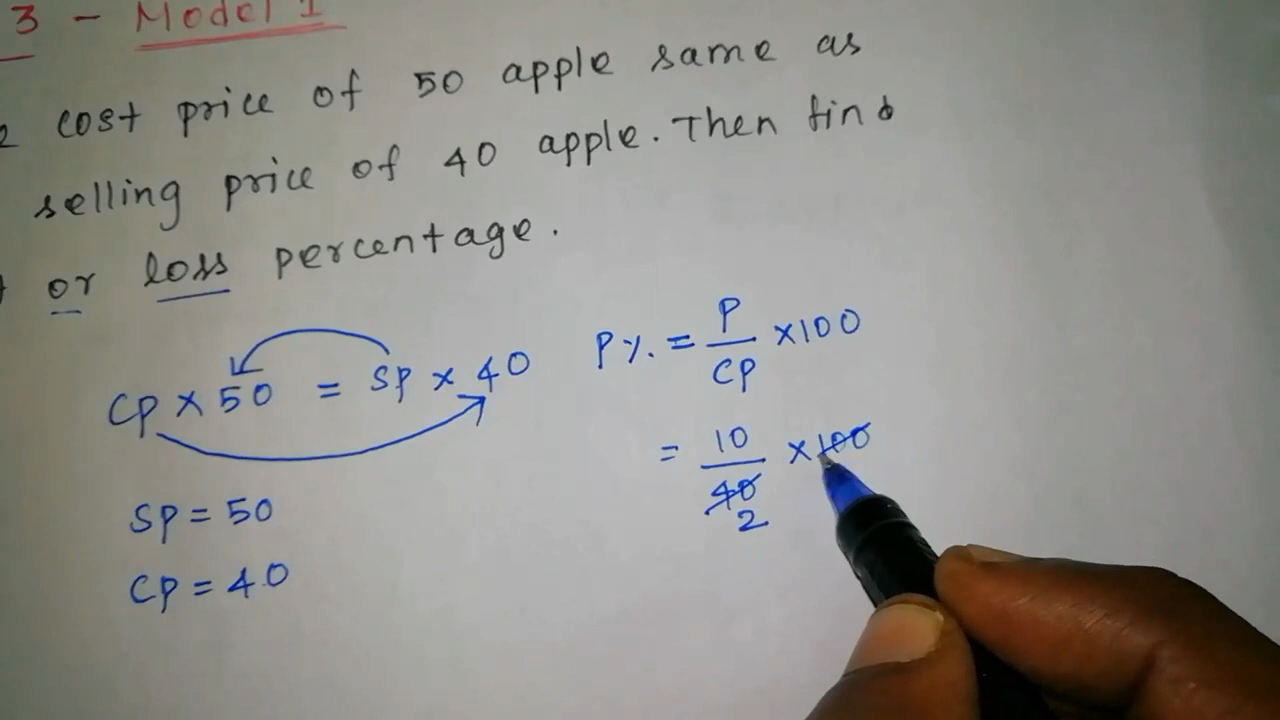 3 - Model 1
cost price of 50 apple same as
selling price of 40 apple. Then find
or loss percentage.
CP × 50 = SP × 40
SP = 50
CP = 40
P%. = P/CP ×100
= 10/40 ×100
2